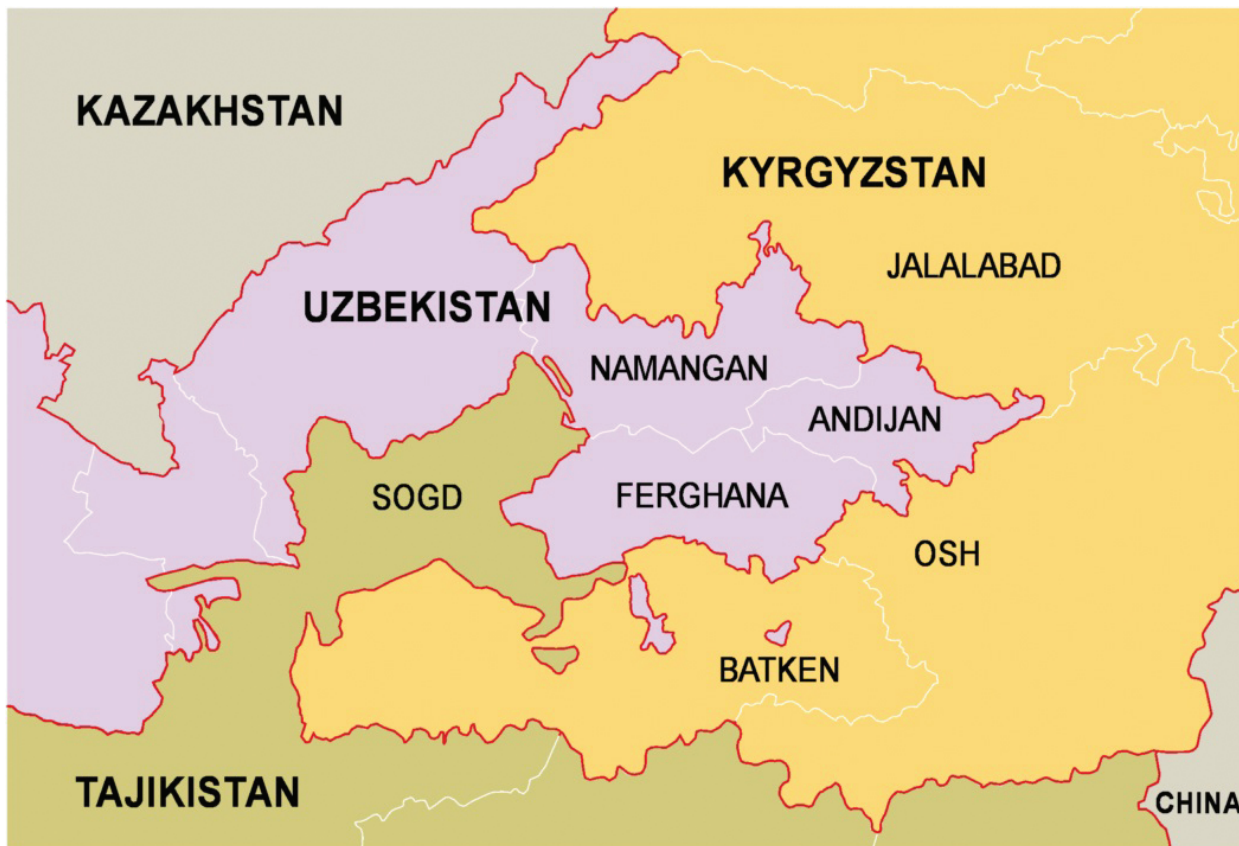 KAZAKHSTAN
KYRGYZSTAN
JALALABAD
UZBEKISTAN
NAMANGAN
ANDIJAN
SOGD
FERGHANA
OSH
BATKEN
TAJIKISTAN
CHINA